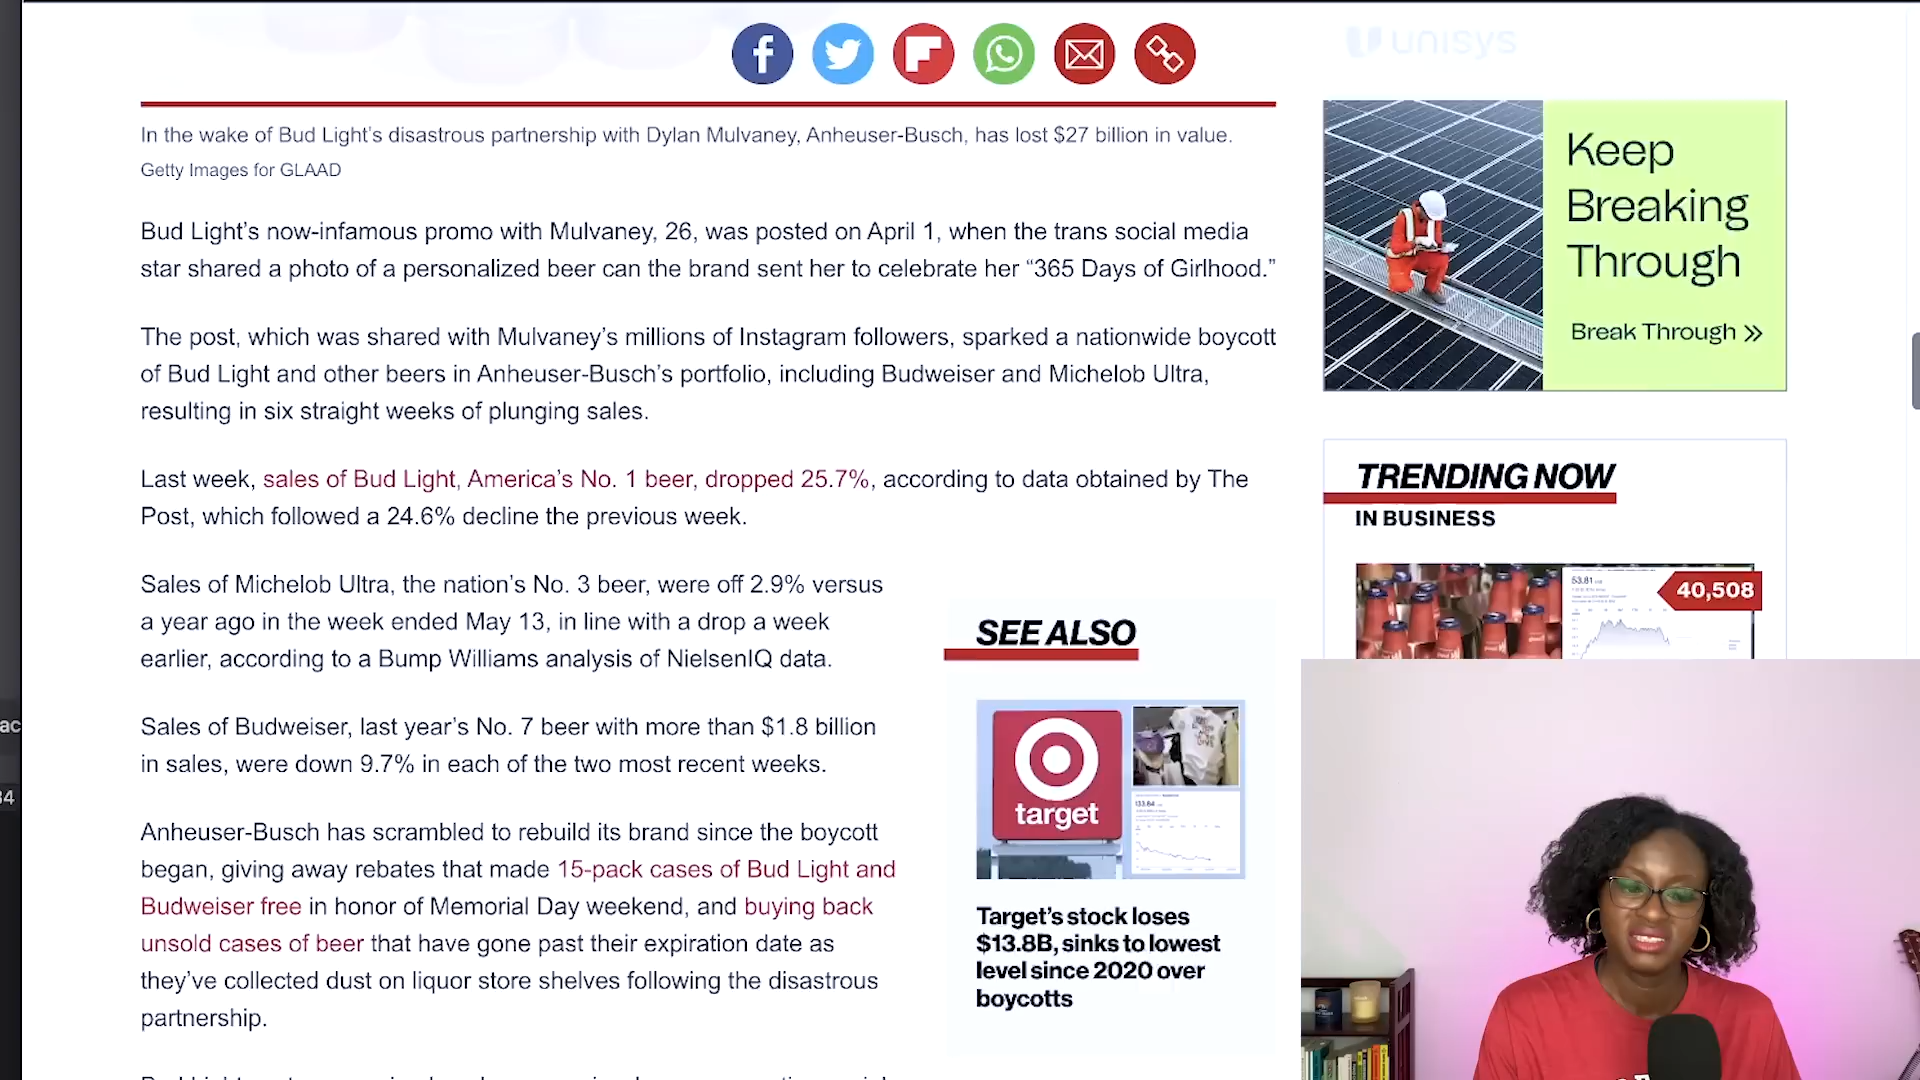 unisys
In the wake of Bud Light's disastrous partnership with Dylan Mulvaney, Anheuser-Busch, has lost $27 billion in value.
Getty Images for GLAAD
Bud Light's now-infamous promo with Mulvaney, 26, was posted on April 1, when the trans social media
star shared a photo of a personalized beer can the brand sent her to celebrate her “365 Days of Girlhood.”
The post, which was shared with Mulvaney's millions of Instagram followers, sparked a nationwide boycott
of Bud Light and other beers in Anheuser-Busch's portfolio, including Budweiser and Michelob Ultra,
resulting in six straight weeks of plunging sales.
Last week, sales of Bud Light, America's No. 1 beer, dropped 25.7%, according to data obtained by The
Post, which followed a 24.6% decline the previous week.
Sales of Michelob Ultra, the nation's No. 3 beer, were off 2.9% versus
a year ago in the week ended May 13, in line with a drop a week
earlier, according to a Bump Williams analysis of NielsenIQ data.
Sales of Budweiser, last year's No. 7 beer with more than $1.8 billion
in sales, were down 9.7% in each of the two most recent weeks.
Anheuser-Busch has scrambled to rebuild its brand since the boycott
began, giving away rebates that made 15-pack cases of Bud Light and
Budweiser free in honor of Memorial Day weekend, and buying back
unsold cases of beer that have gone past their expiration date as
they've collected dust on liquor store shelves following the disastrous
partnership.
SEE ALSO
target
133.84
Target's stock loses
$13.8B, sinks to lowest
level since 2020 over
boycotts
Keep
Breaking
Through
Break Through
TRENDING NOW
IN BUSINESS
53.81
40,508
ac
34